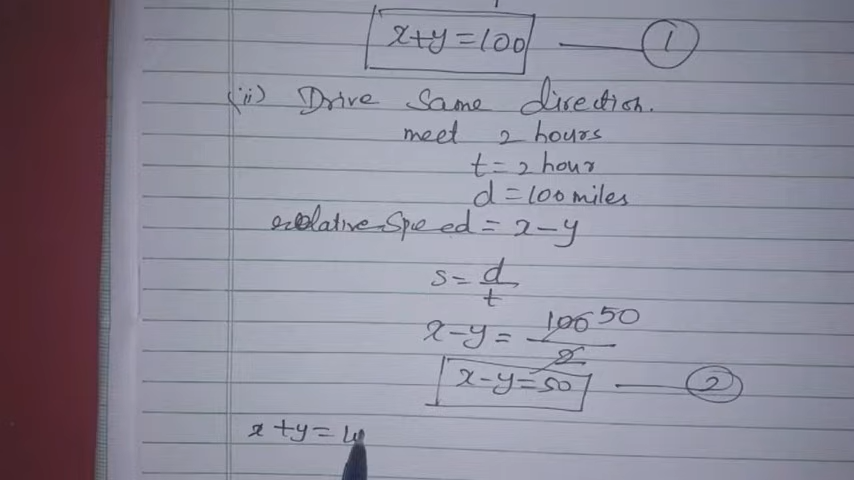 x+y=100 ①
(ii) Drive same direction.
meet 2 hours
t=2 hour
d=100 miles
relative Speed = x-y
s = d/t
x-y = 100/2 50
x-y=50 ②
x+y=